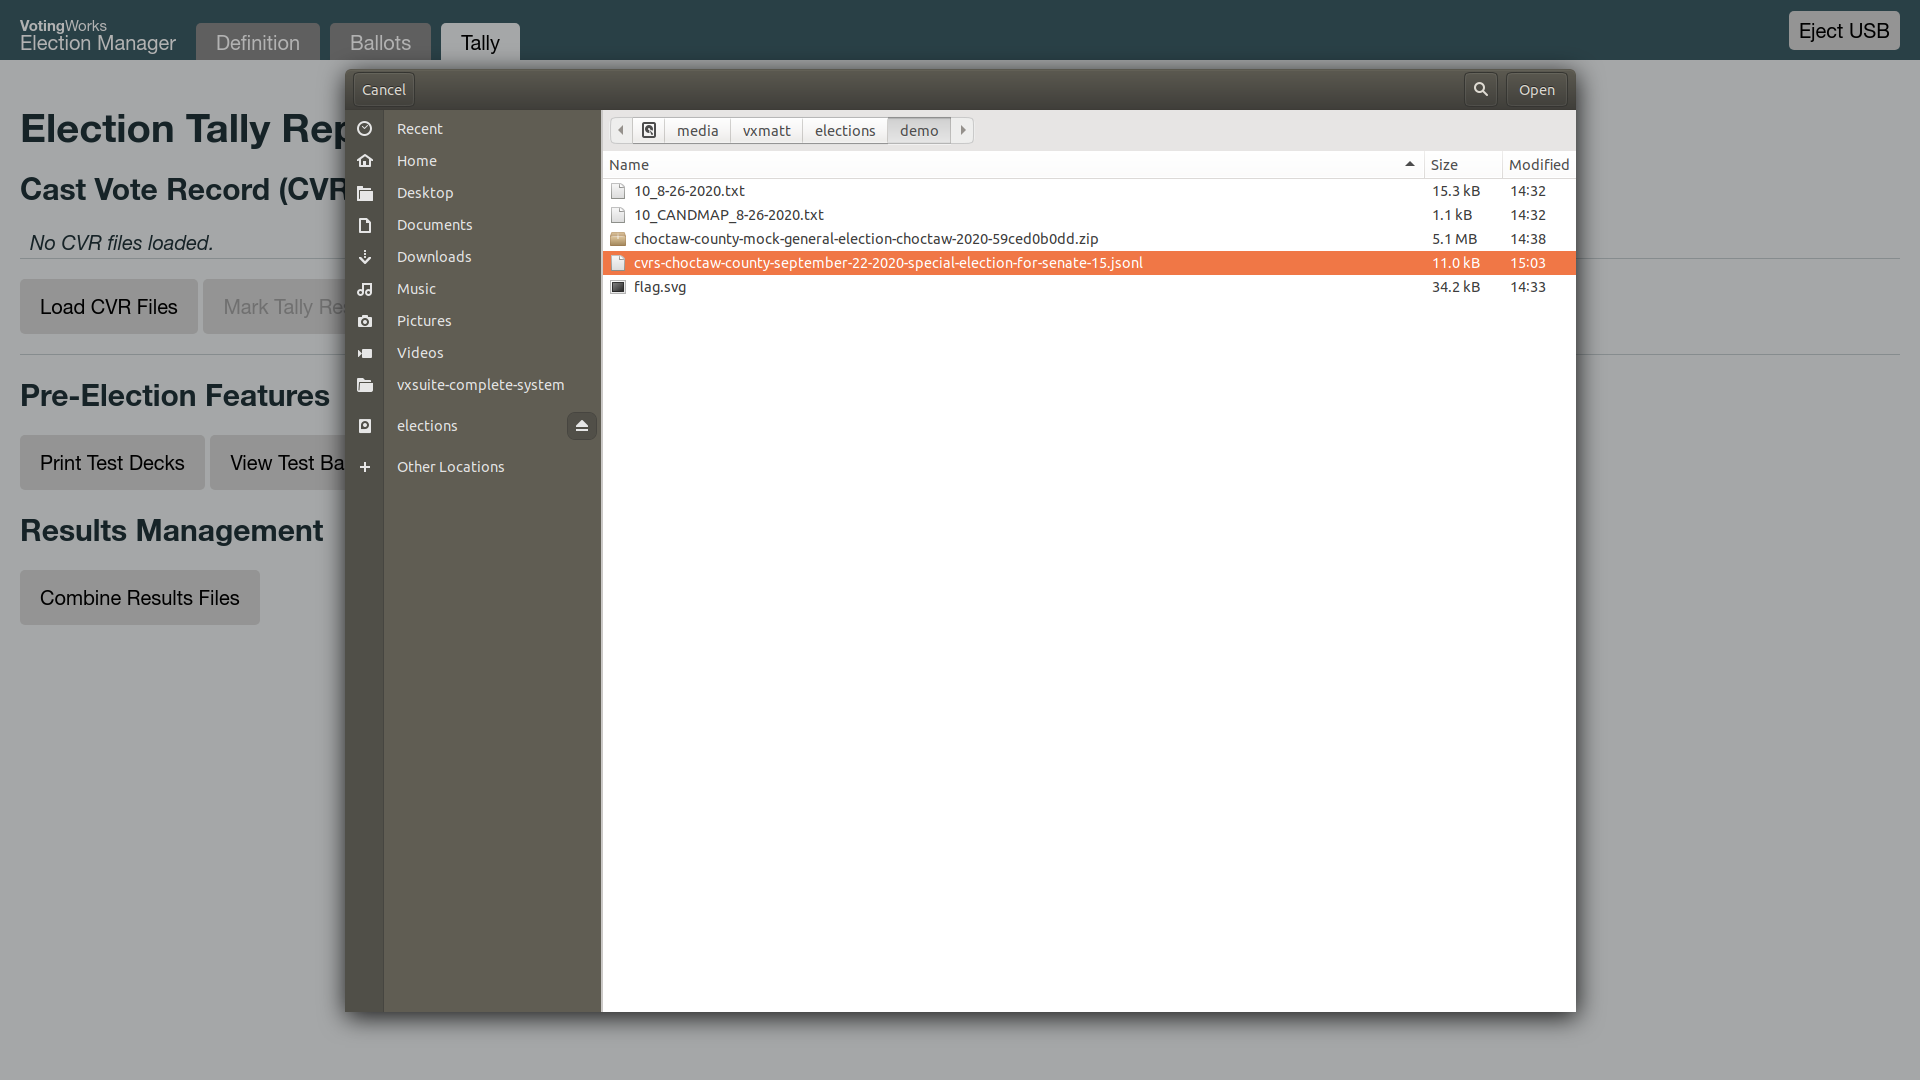 VotingWorks
Election Manager
Definition
Ballots
Tally
Eject USB
Election Tally Rep
Cast Vote Record (CVR
No CVR files loaded.
Load CVR Files
Mark Tally Res
Pre-Election Features
Print Test Decks
View Test Ba
Results Management
Combine Results Files
Cancel
Open
Recent
Home
Desktop
Documents
Downloads
Music
Pictures
Videos
vxsuite-complete-system
elections
Other Locations
media vxmatt elections demo
Name Size Modified
10_8-26-2020.txt 15.3 kB 14:32
10_CANDMAP_8-26-2020.txt 1.1 kB 14:32
choctaw-county-mock-general-election-choctaw-2020-59ced0b0dd.zip 5.1 MB 14:38
cvrs-choctaw-county-september-22-2020-special-election-for-senate-15.jsonl 11.0 kB 15:03
flag.svg 34.2 kB 14:33